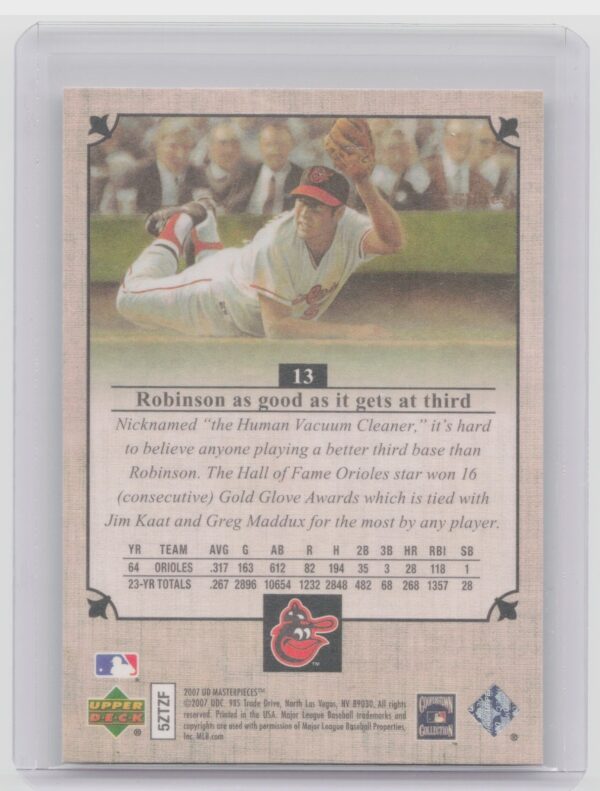 13
Robinson as good as it gets at third
Nicknamed "the Human Vacuum Cleaner," it's hard
to believe anyone playing a better third base than
Robinson. The Hall of Fame Orioles star won 16
(consecutive) Gold Glove Awards which is tied with
Jim Kaat and Greg Maddux for the most by any player.
YR TEAM AVG G AB R H 2B 3B HR RBI SB
64 ORIOLES .317 163 612 82 194 35 3 28 118 1
23-YR TOTALS .267 2896 10654 1232 2848 482 68 268 1357 28
TM
UPPER
DECK
®
5ZTZF
2007 UD MASTERPIECES™
©2007 UDC. 985 Trade Drive, North Las Vegas, NV 89030. All rights
reserved. Printed in the USA. Major League Baseball trademarks and
copyrights are used with permission of Major League Baseball Properties,
Inc. MLB.com
COOPERSTOWN
COLLECTION
®